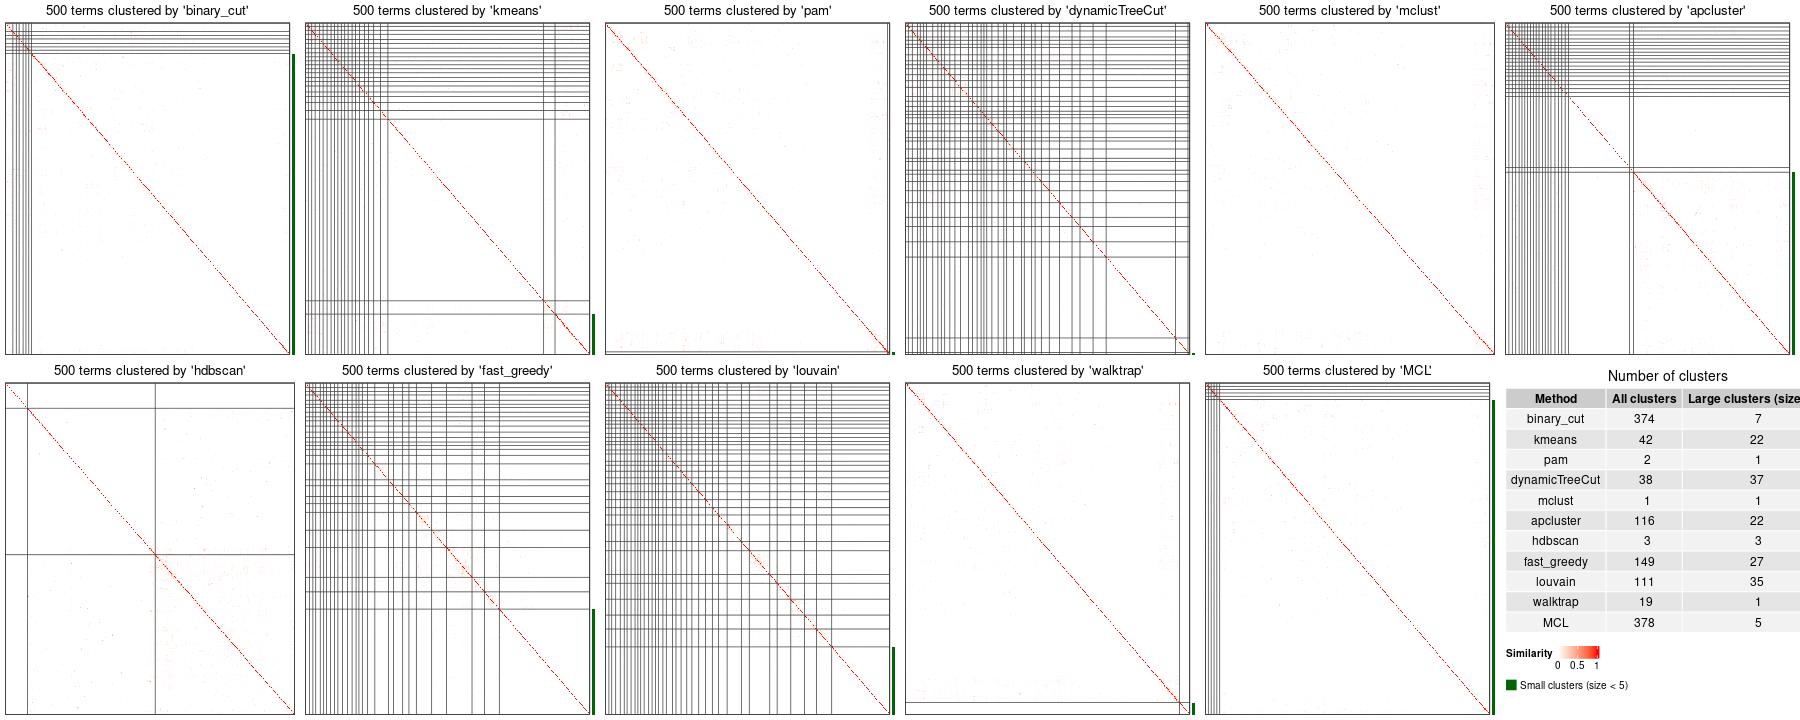 500 terms clustered by 'binary_cut'
500 terms clustered by 'kmeans'
500 terms clustered by 'pam'
500 terms clustered by 'dynamicTreeCut'
500 terms clustered by 'mclust'
500 terms clustered by 'apcluster'
500 terms clustered by 'hdbscan'
500 terms clustered by 'fast_greedy'
500 terms clustered by 'louvain'
500 terms clustered by 'walktrap'
500 terms clustered by 'MCL'
Number of clusters
Method All clusters Large clusters (size
binary_cut 374 7
kmeans 42 22
pam 2 1
dynamicTreeCut 38 37
mclust 1 1
apcluster 116 22
hdbscan 3 3
fast_greedy 149 27
louvain 111 35
walktrap 19 1
MCL 378 5
Similarity
0 0.5 1
Small clusters (size < 5)